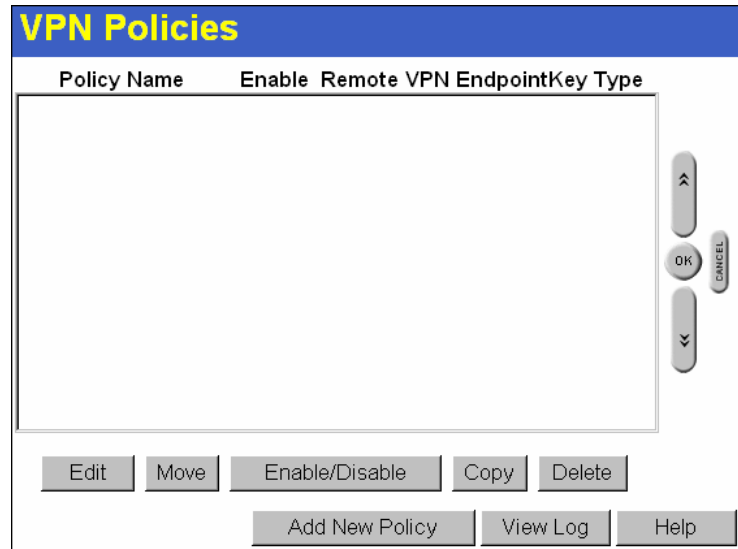 VPN Policies
Policy Name Enable Remote VPN EndpointKey Type
OK
CANCEL
Edit Move Enable/Disable Copy Delete
Add New Policy View Log Help